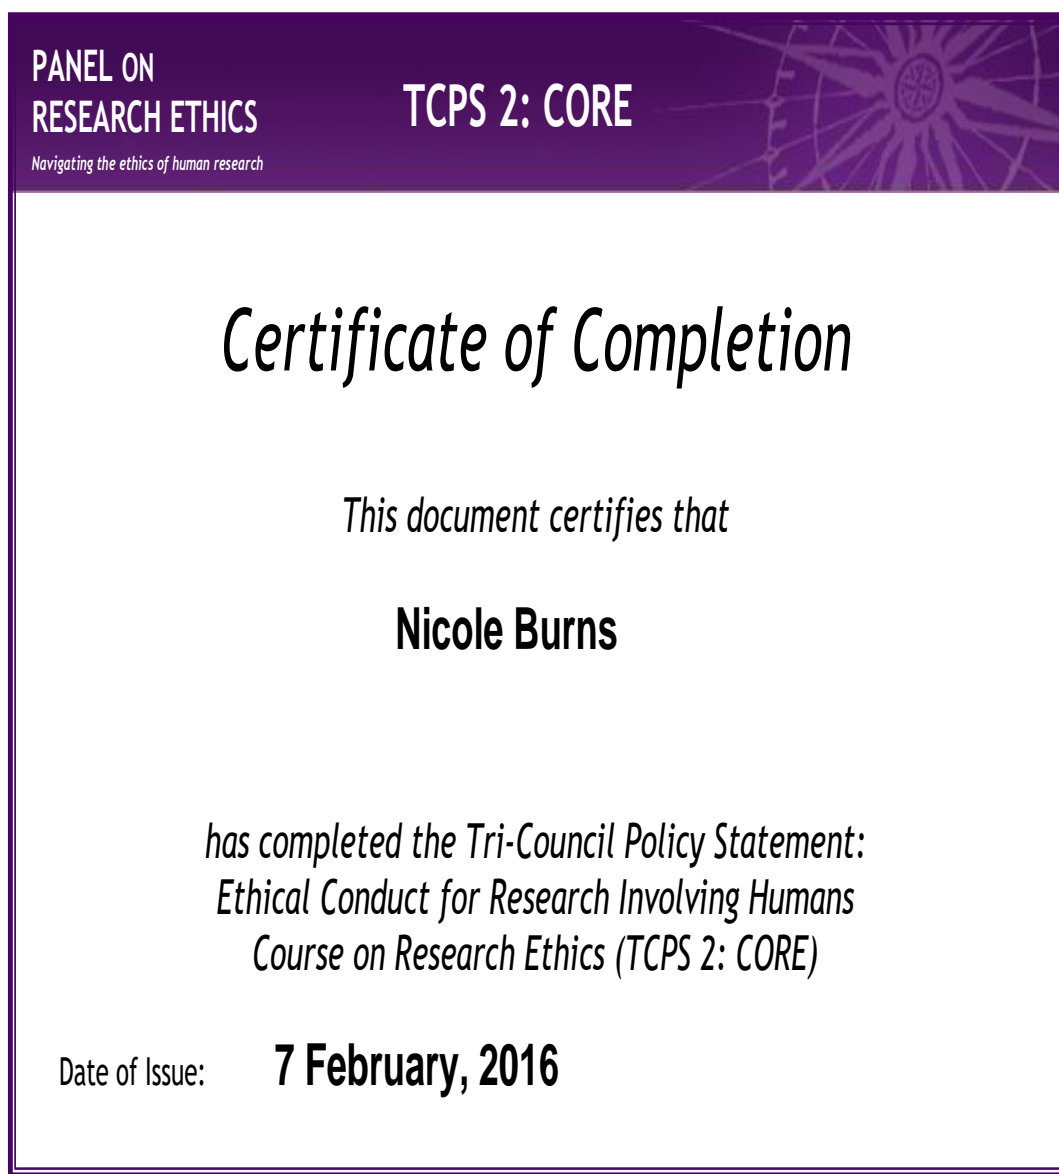 PANEL ON
RESEARCH ETHICS
Navigating the ethics of human research
TCPS 2: CORE
Certificate of Completion
This document certifies that
Nicole Burns
has completed the Tri-Council Policy Statement:
Ethical Conduct for Research Involving Humans
Course on Research Ethics (TCPS 2: CORE)
Date of Issue: 7 February, 2016